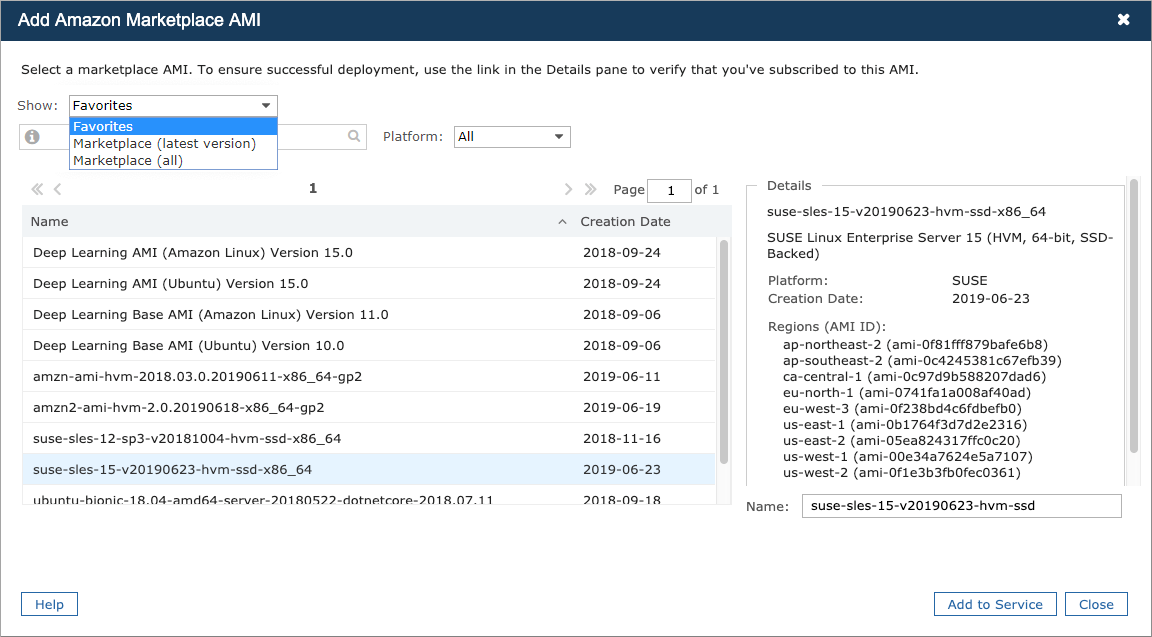 Add Amazon Marketplace AMI
Select a marketplace AMI. To ensure successful deployment, use the link in the Details pane to verify that you've subscribed to this AMI.
Show: Favorites
Favorites
Marketplace (latest version)
Marketplace (all)
Platform: All
1
Page 1 of 1
Name Creation Date
Deep Learning AMI (Amazon Linux) Version 15.0 2018-09-24
Deep Learning AMI (Ubuntu) Version 15.0 2018-09-24
Deep Learning Base AMI (Amazon Linux) Version 11.0 2018-09-06
Deep Learning Base AMI (Ubuntu) Version 10.0 2018-09-06
amzn-ami-hvm-2018.03.0.20190611-x86_64-gp2 2019-06-11
amzn2-ami-hvm-2.0.20190618-x86_64-gp2 2019-06-19
suse-sles-12-sp3-v20181004-hvm-ssd-x86_64 2018-11-16
suse-sles-15-v20190623-hvm-ssd-x86_64 2019-06-23
ubuntu-bionic-18.04-amd64-server-20180522-dotnetcore-2018.07.11 2018-09-18
Details
suse-sles-15-v20190623-hvm-ssd-x86_64
SUSE Linux Enterprise Server 15 (HVM, 64-bit, SSD-
Backed)
Platform: SUSE
Creation Date: 2019-06-23
Regions (AMI ID):
ap-northeast-2 (ami-0f81fff879bafe6b8)
ap-southeast-2 (ami-0c4245381c67efb39)
ca-central-1 (ami-0c97d9b588207dad6)
eu-north-1 (ami-0741fa1a008af40ad)
eu-west-3 (ami-0f238bd4c6fdbefb0)
us-east-1 (ami-0b1764f3d7d2e2316)
us-east-2 (ami-05ea824317ffc0c20)
us-west-1 (ami-00e34a7624e5a7107)
us-west-2 (ami-0f1e3b3fb0fec0361)
Name: suse-sles-15-v20190623-hvm-ssd
Help
Add to Service
Close